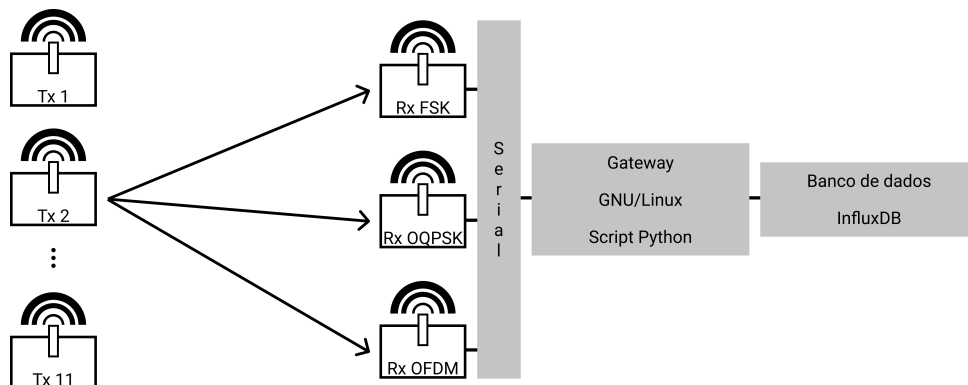 Tx 1
Tx 2
Tx 11
Rx FSK
Rx OQPSK
Rx OFDM
Serial
Gateway
GNU/Linux
Script Python
Banco de dados
InfluxDB